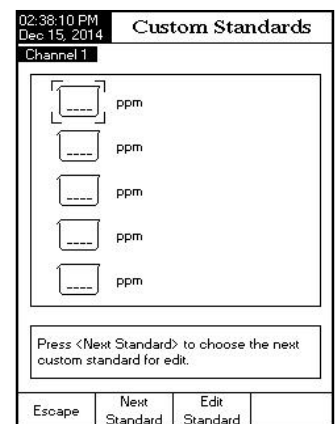 02:38:10 PM
Dec 15, 2014
Custom Standards
Channel 1
---- ppm
---- ppm
---- ppm
---- ppm
---- ppm
Press <Next Standard> to choose the next
custom standard for edit.
Escape
Next
Standard
Edit
Standard